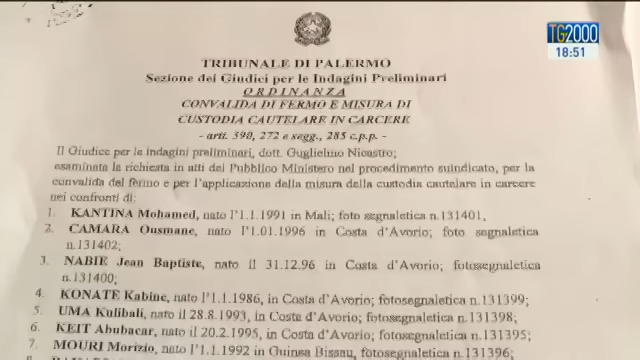 TG2000
18:51
TRIBUNALE DI PALERMO
Sezione dei Giudici per le Indagini Preliminari
ORDINANZA
CONVALIDA DI FERMO E MISURA DI
CUSTODIA CAUTELARE IN CARCERE
- artt. 390, 272 e segg., 285 c.p.p. -
Il Giudice per le indagini preliminari, dott. Guglielmo Nicastro;
esaminata la richiesta in atti del Pubblico Ministero nel procedimento suindicato, per la
convalida del fermo e per l'applicazione della misura della custodia cautelare in carcere
nei confronti di:
1. KANTINA Mohamed, nato l'1.1.1991 in Mali; foto segnaletica n.131401,
2. CAMARA Ousmane, nato l'1.01.1996 in Costa d'Avorio; foto segnaletica
n.131402;
3. NABIE Jean Baptiste, nato il 31.12.96 in Costa d'Avorio; fotosegnaletica
n.131400;
4. KONATE Kabine, nato l'1.1.1986, in Costa d'Avorio; fotosegnaletica n.131399;
5. UMA Kulibali, nato il 28.8.1993, in Costa d'Avorio; fotosegnaletica n.131398;
6. KEIT Abubacar, nato il 20.2.1995, in Costa d'Avorio; fotosegnaletica n.131395;
7. MOURI Morizio, nato l'1.1.1992 in Guinea Bissau, fotosegnaletica n.131396;